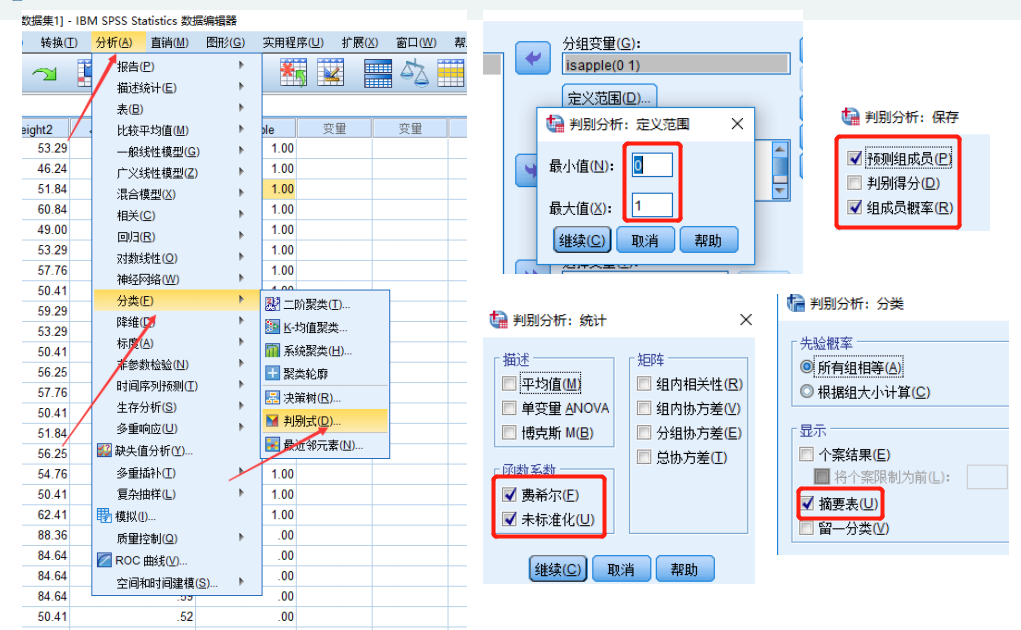 数据集1] - IBM SPSS Statistics 数据编辑器
转换(T) 分析(A) 直销(M) 图形(G) 实用程序(U) 扩展(X) 窗口(W)
报告(P)
描述统计(E)
表(B)
比较平均值(M)
一般线性模型(G)
广义线性模型(Z)
混合模型(X)
相关(C)
回归(R)
对数线性(O)
神经网络(W)
分类(F)
降维(D)
标度(A)
非参数检验(N)
时间序列预测(T)
生存分析(S)
多重响应(U)
缺失值分析(Y)...
多重插补(T)
复杂抽样(L)
模拟(I)...
质量控制(Q)
ROC 曲线(V)...
空间和时间建模(S)...
二阶聚类(T)...
K-均值聚类...
系统聚类(H)...
聚类轮廓
决策树(R)...
判别式(D)...
最近邻元素(N)...
eight2
53.29
46.24
51.84
60.84
49.00
53.29
57.76
50.41
59.29
53.29
50.41
56.25
57.76
50.41
51.84
56.25
54.76
50.41
62.41
88.36
84.64
84.64
84.64
50.41
.59
.52
ble 变量 变量
1.00
1.00
1.00
1.00
1.00
1.00
1.00
1.00
1.00
1.00
.00
.00
.00
.00
.00
分组变量(G):
isapple(0 1)
定义范围(D)...
判别分析：定义范围
最小值(N): 0
最大值(X): 1
继续(C) 取消 帮助
判别分析：保存
预测组成员(P)
判别得分(D)
组成员概率(R)
判别分析：统计
描述
平均值(M)
单变量 ANOVA
博克斯 M(B)
函数系数
费希尔(F)
未标准化(U)
矩阵
组内相关性(R)
组内协方差(V)
分组协方差(E)
总协方差(T)
继续(C) 取消 帮助
判别分析：分类
先验概率
所有组相等(A)
根据组大小计算(C)
显示
个案结果(E)
将个案限制为前(L):
摘要表(U)
留一分类(V)